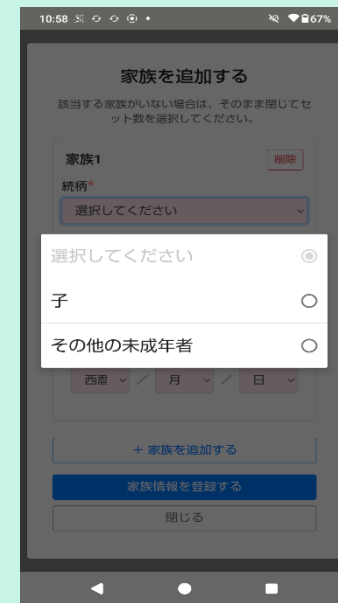 10:58
67%
家族を追加する
該当する家族がいない場合は、そのまま閉じてセ
ット数を選択してください。
家族1
削除
続柄*
選択してください
選択してください
子
その他の未成年者
西暦 / 月 / 日
+ 家族を追加する
家族情報を登録する
閉じる